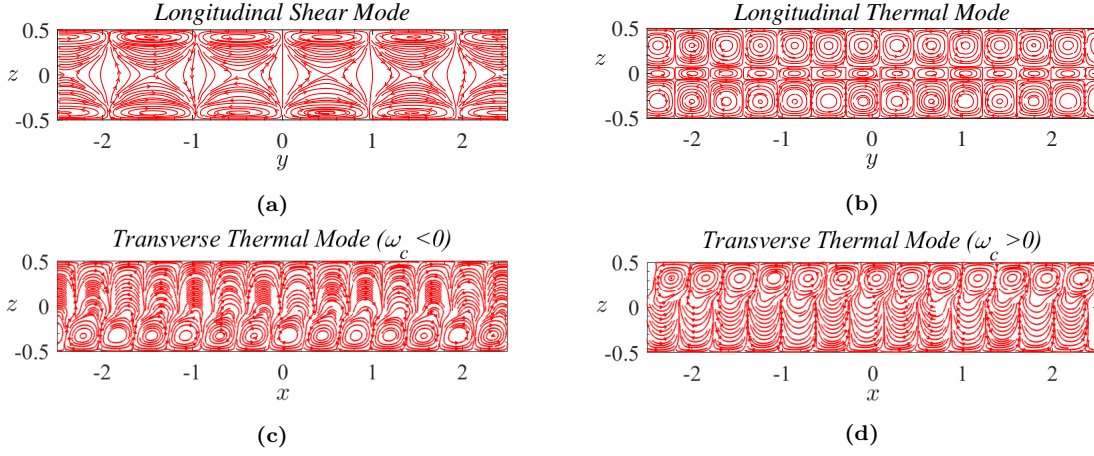 Longitudinal Shear Mode
0.5
z
0
-0.5
-2
-1
0
1
2
y
(a)
Longitudinal Thermal Mode
0.5
z
0
-0.5
-2
-1
0
1
2
y
(b)
Transverse Thermal Mode (ω_c <0)
0.5
z
0
-0.5
-2
-1
0
1
2
x
(c)
Transverse Thermal Mode (ω_c >0)
0.5
z
0
-0.5
-2
-1
0
1
2
x
(d)